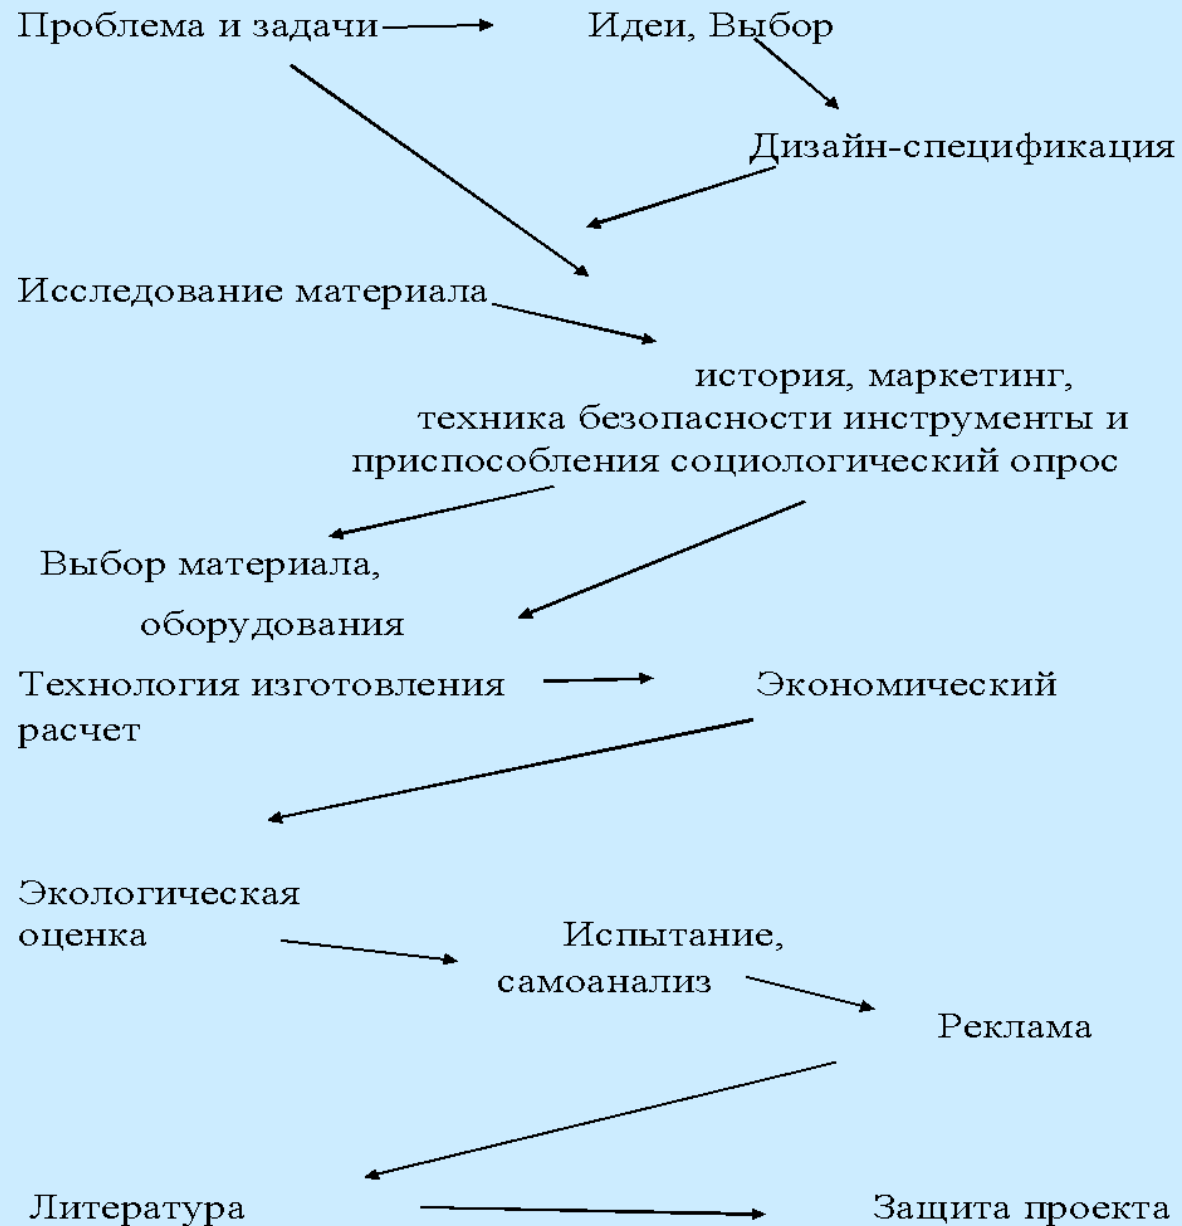 Проблема и задачи
Идеи, Выбор
Дизайн-спецификация
Исследование материала
история, маркетинг,
техника безопасности инструменты и
приспособления социологический опрос
Выбор материала,
оборудования
Технология изготовления
Экономический
расчет
Экологическая
оценка
Испытание,
самоанализ
Реклама
Литература
Защита проекта